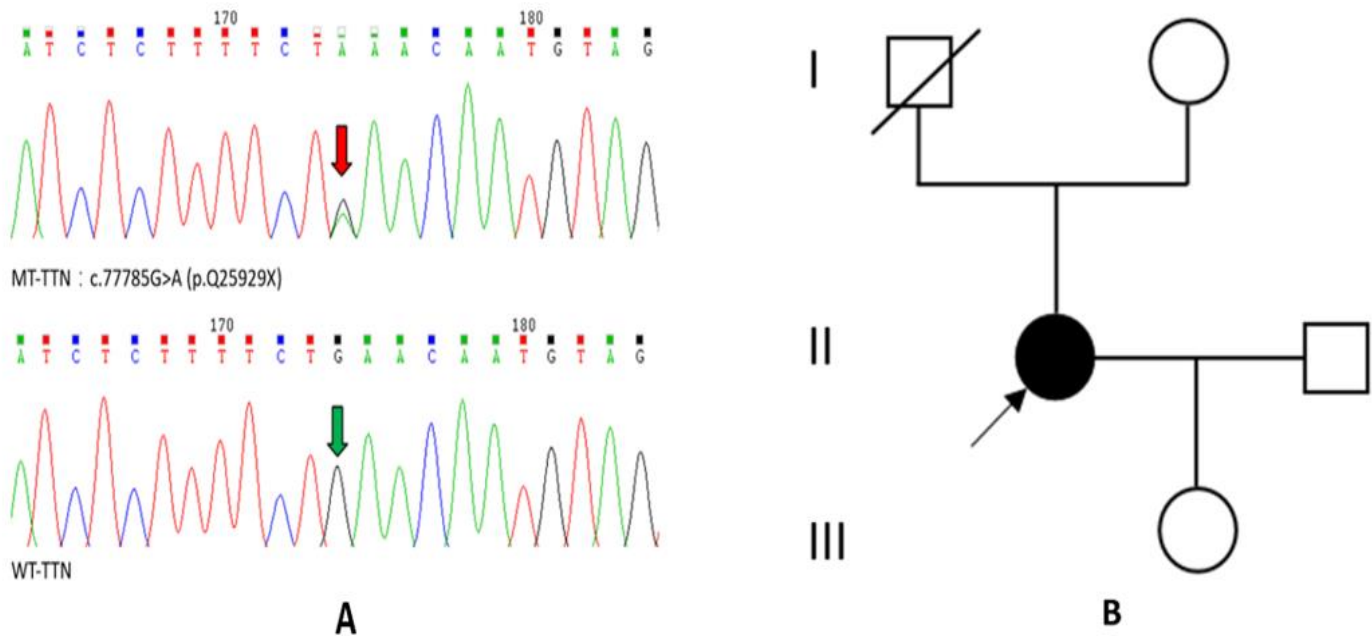 170 180
A T C T C T T T T C T A A A C A A T G T A G
MT-TTN : c.77785G>A (p.Q25929X)
170 180
A T C T C T T T T C T G A A C A A T G T A G
WT-TTN
A
I
II
III
B